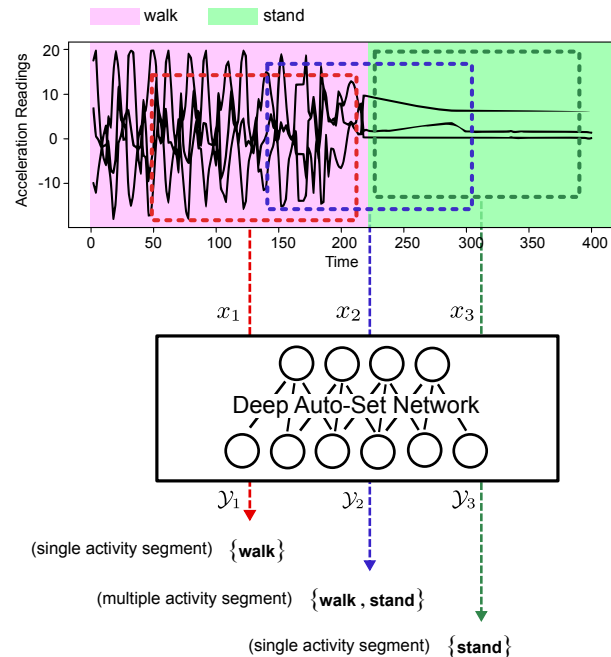 walk stand
20
10
0
-10
Acceleration Readings
0 50 100 150 200 250 300 350 400
Time
x₁ x₂ x₃
Deep Auto-Set Network
𝒴₁ 𝒴₂ 𝒴₃
(single activity segment) {walk}
(multiple activity segment) {walk , stand}
(single activity segment) {stand}